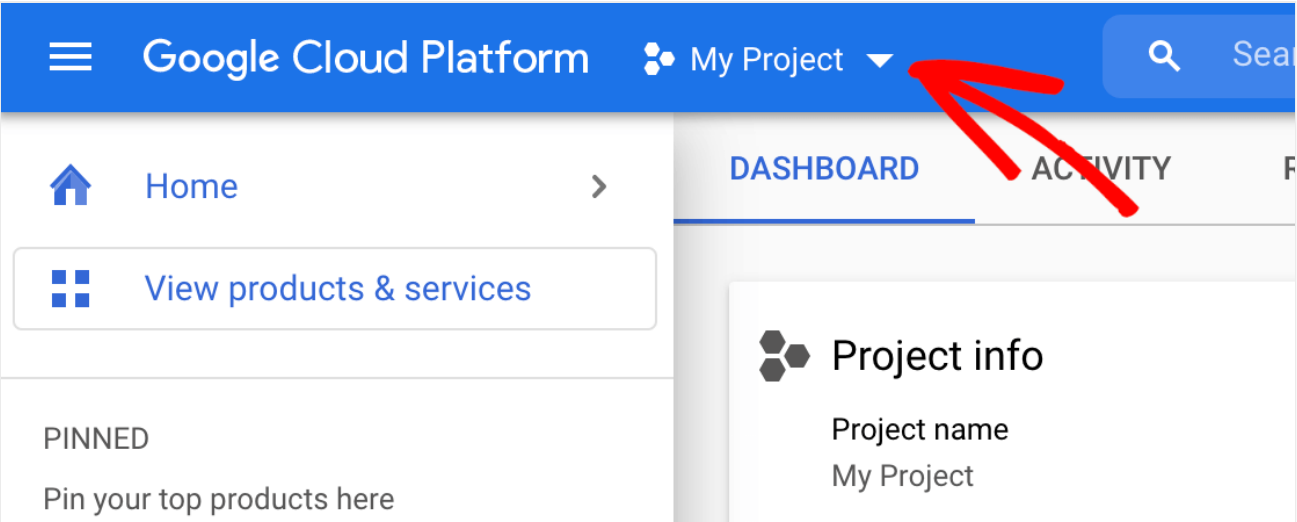 Google Cloud Platform My Project
Home
View products & services
PINNED
Pin your top products here
DASHBOARD ACTIVITY
Project info
Project name
My Project